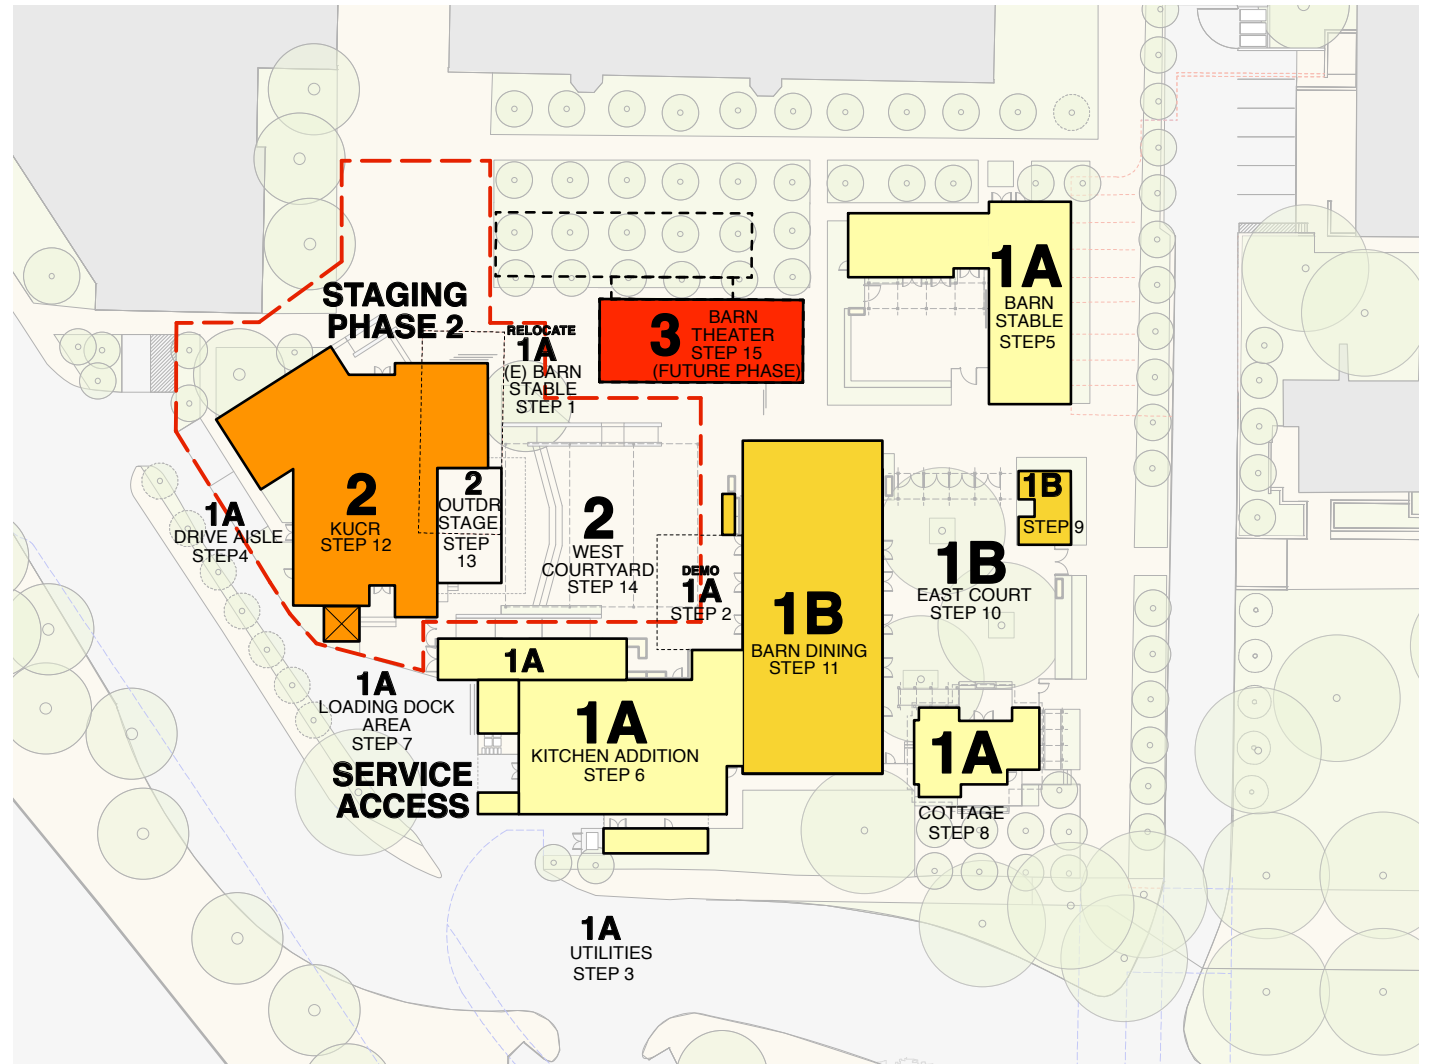 STAGING
PHASE 2
RELOCATE
1A
(E) BARN
STABLE
STEP 1
3
BARN
THEATER
STEP 15
(FUTURE PHASE)
1A
BARN
STABLE
STEP5
1A
DRIVE AISLE
STEP4
2
KUCR
STEP 12
2
OUTDR
STAGE
STEP
13
2
WEST
COURTYARD
STEP 14
DEMO
1A
STEP 2
1B
BARN DINING
STEP 11
1B
STEP 9
1B
EAST COURT
STEP 10
1A
1A
LOADING DOCK
AREA
STEP 7
SERVICE
ACCESS
1A
KITCHEN ADDITION
STEP 6
1A
COTTAGE
STEP 8
1A
UTILITIES
STEP 3